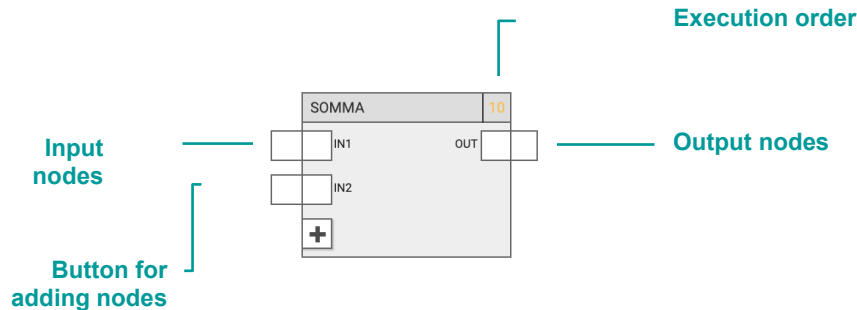 Execution order
SOMMA
10
Input
nodes
IN1
OUT
Output nodes
IN2
Button for
adding nodes